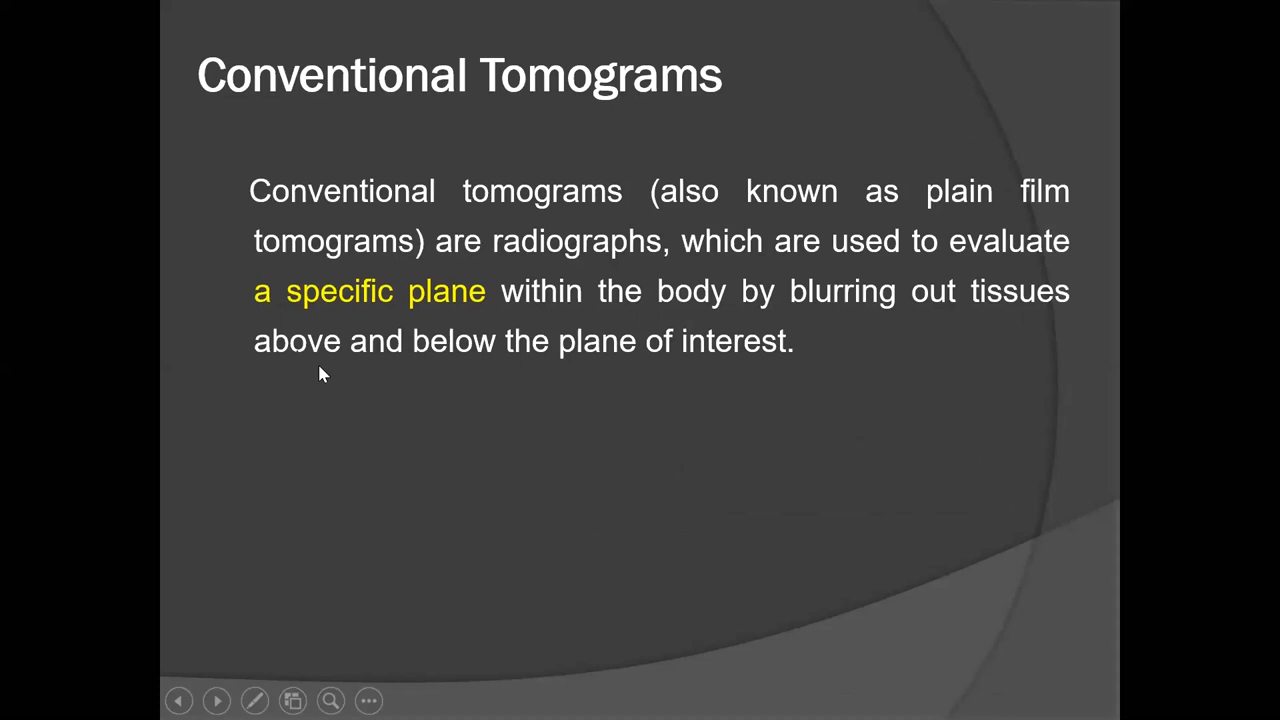 Conventional Tomograms
Conventional tomograms (also known as plain film
tomograms) are radiographs, which are used to evaluate
a specific plane within the body by blurring out tissues
above and below the plane of interest.